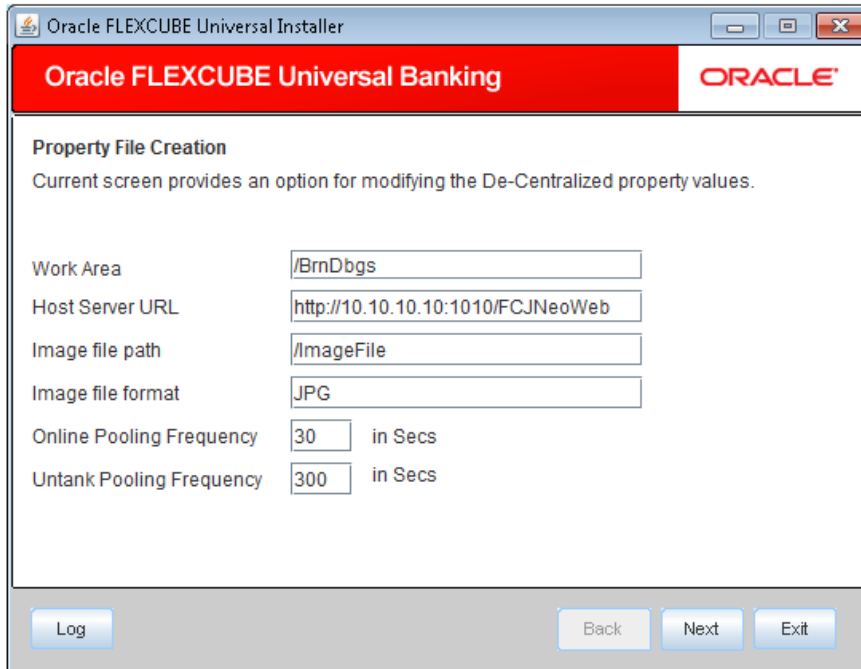 Oracle FLEXCUBE Universal Installer
Oracle FLEXCUBE Universal Banking
ORACLE
Property File Creation
Current screen provides an option for modifying the De-Centralized property values.
Work Area /BrnDbgs
Host Server URL http://10.10.10.10:1010/FCJNeoWeb
Image file path /ImageFile
Image file format JPG
Online Pooling Frequency 30 in Secs
Untank Pooling Frequency 300 in Secs
Log Back Next Exit